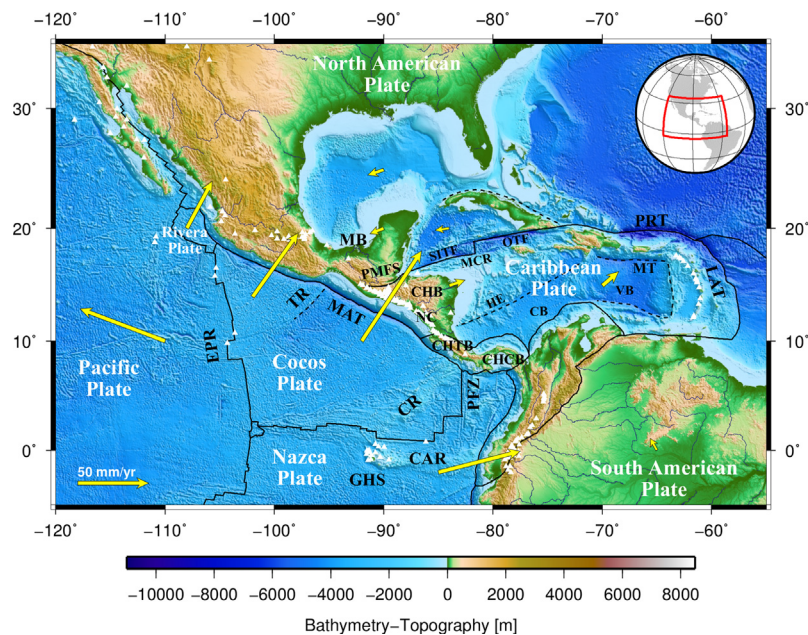 −120 −110 −100 −90 −80 −70 −60
North American
Plate
30°
30°
20°
20°
10°
10°
0°
0°
Rivera
Plate
MB
PMFS
SITF
OTF
PRT
MCR
Caribbean
Plate
MT
LAT
CHB
HE
VB
CB
NC
TR
MAT
CHTB
CHCB
EPR
Pacific
Plate
Cocos
Plate
CR
PFZ
Nazca
Plate
CAR
GHS
South American
Plate
50 mm/yr
−120 −110 −100 −90 −80 −70 −60
−10000 −8000 −6000 −4000 −2000 0 2000 4000 6000 8000
Bathymetry−Topography [m]